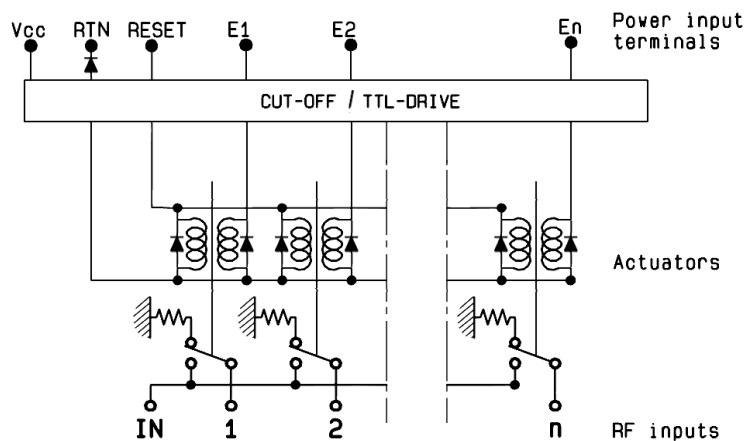 Vcc RTN RESET E1 E2 En
Power input
terminals
CUT-OFF / TTL-DRIVE
Actuators
IN 1 2 n
RF inputs